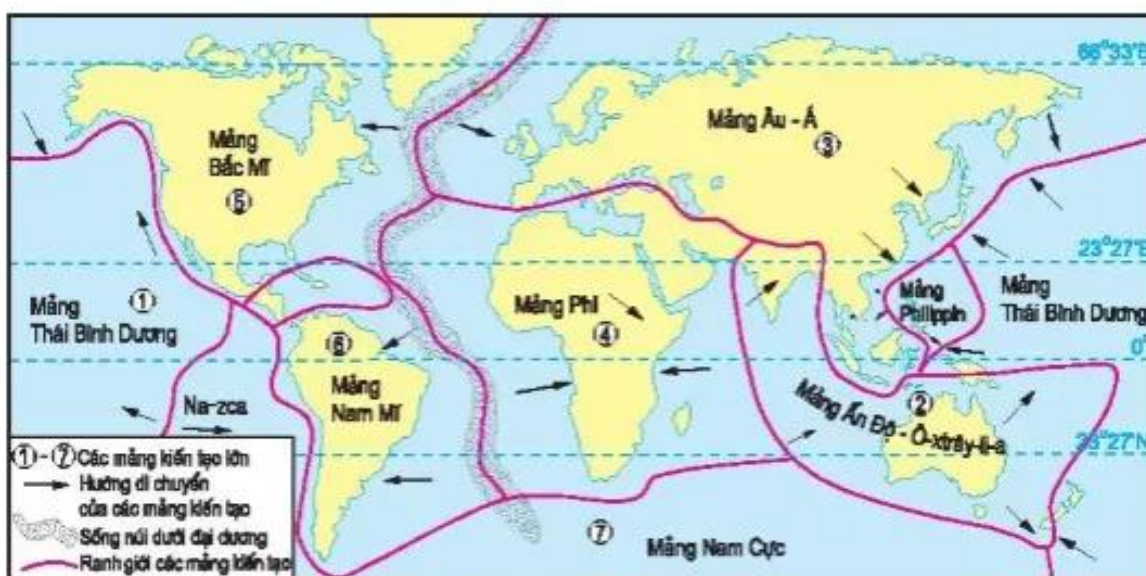 66°33'B
Mảng Âu - Á
③
Mảng
Bắc Mĩ
⑤
23°27'B
Mảng
Thái Bình Dương
①
Mảng Phi
④
Mảng
Philippin
Mảng
Thái Bình Dương
0°
⑥
Mảng
Nam Mĩ
Na-zca
②
Mảng Ấn Độ - Ô-xtrây-li-a
23°27'N
⑦
Mảng Nam Cực
①-⑦ Các mảng kiến tạo lớn
Hướng di chuyển
của các mảng kiến tạo
Sống núi dưới đại dương
Ranh giới các mảng kiến tạo